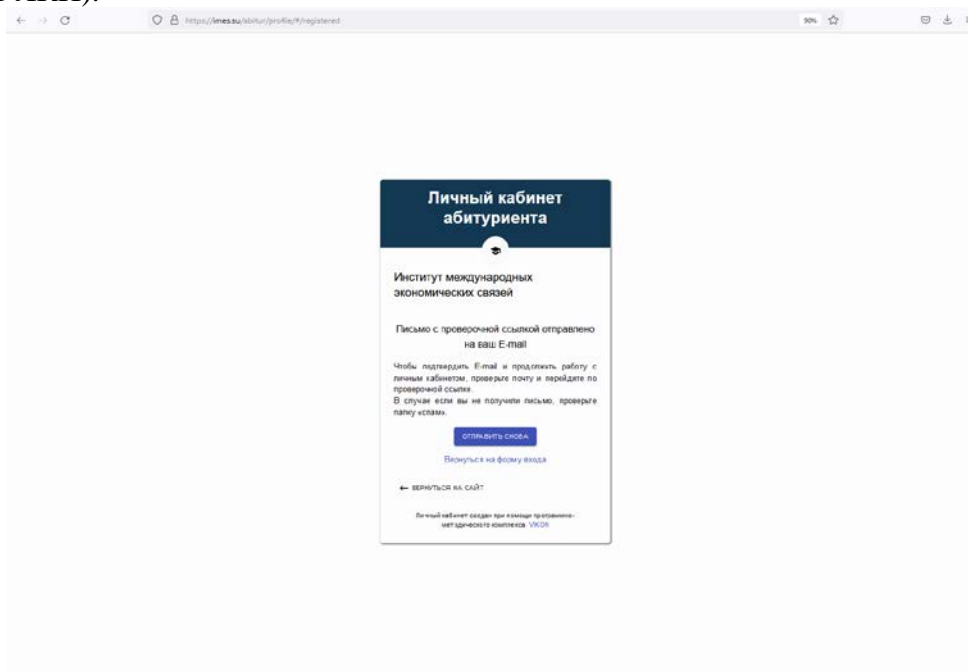 https://imes.su/abitur/profile/#/registered
90%
Личный кабинет
абитуриента
Институт международных
экономических связей
Письмо с проверочной ссылкой отправлено
на ваш E-mail
Чтобы подтвердить E-mail и продолжить работу с
личным кабинетом, проверьте почту и перейдите по
проверочной ссылке.
В случае если вы не получили письмо, проверьте
папку «спам».
ОТПРАВИТЬ СНОВА
Вернуться на форму входа
← ВЕРНУТЬСЯ НА САЙТ
Личный кабинет создан при помощи программно-
методического комплекса VIKON